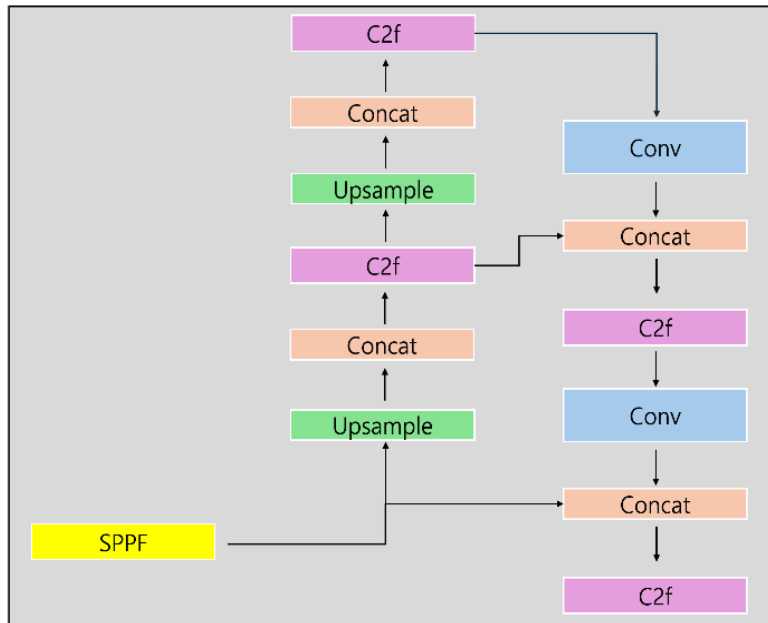 C2f
Concat
Upsample
C2f
Concat
Upsample
SPPF
Conv
Concat
C2f
Conv
Concat
C2f